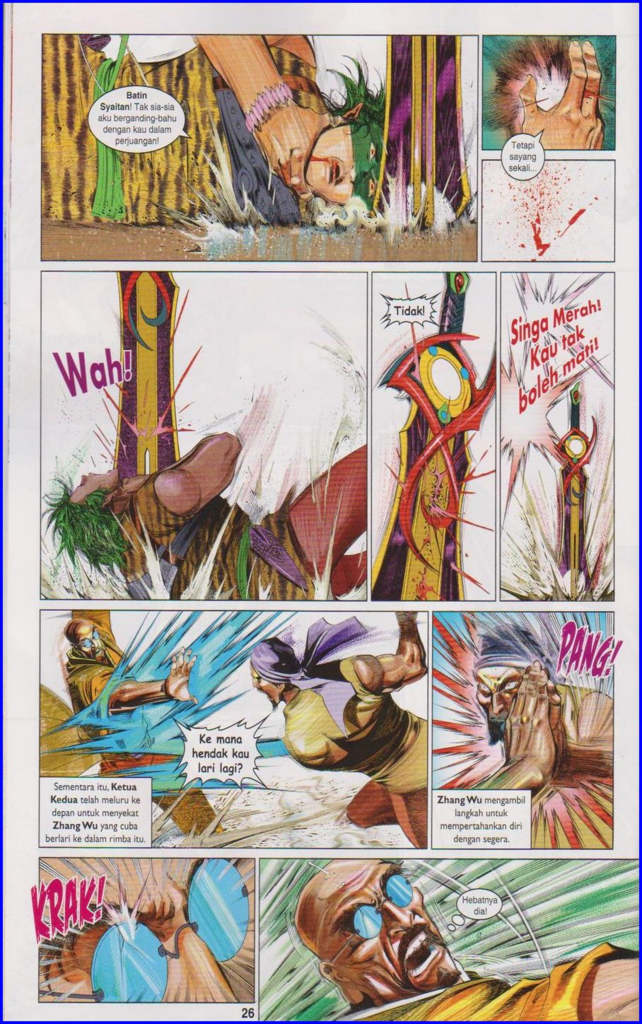 Batin
Syaitan! Tak sia-sia
aku berganding-bahu
dengan kau dalam
perjuangan!
Tetapi
sayang
sekali...
Wah!
Tidak!
Singa Merah!
Kau tak
boleh mati!
Ke mana
hendak kau
lari lagi?
Sementara itu, Ketua
Kedua telah meluru ke
depan untuk menyekat
Zhang Wu yang cuba
berlari ke dalam rimba itu.
PANG!
Zhang Wu mengambil
langkah untuk
mempertahankan diri
dengan segera.
KRAK!
Hebatnya
dia!
26